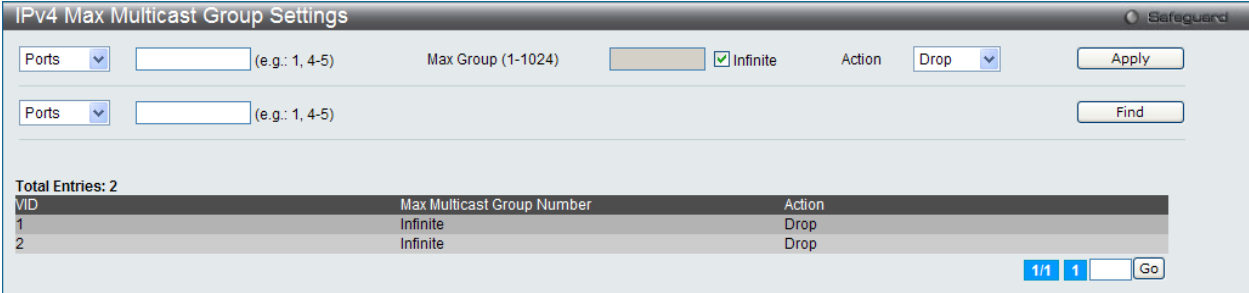 IPv4 Max Multicast Group Settings
Safeguard
Ports (e.g.: 1, 4-5) Max Group (1-1024) Infinite Action Drop Apply
Ports (e.g.: 1, 4-5) Find
Total Entries: 2
VID Max Multicast Group Number Action
1 Infinite Drop
2 Infinite Drop
1/1 1 Go